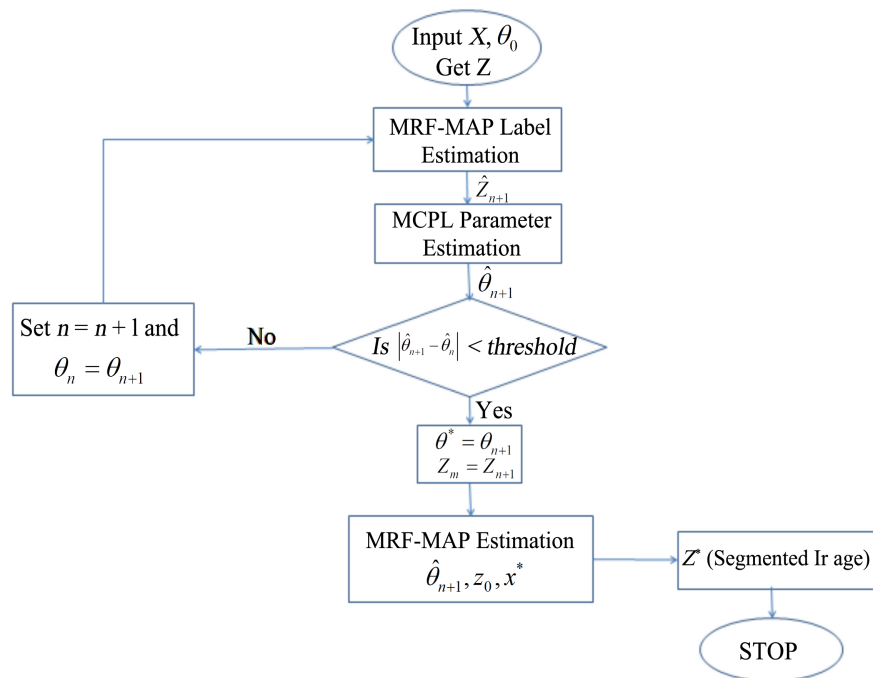 Input X, θ₀
Get Z
MRF-MAP Label
Estimation
Ẑₙ₊₁
MCPL Parameter
Estimation
θ̂ₙ₊₁
Is |θ̂ₙ₊₁ − θ̂ₙ| < threshold
No
Set n = n + 1 and
θₙ = θₙ₊₁
Yes
θ* = θₙ₊₁
Zₘ = Zₙ₊₁
MRF-MAP Estimation
θ̂ₙ₊₁, z₀, x*
Z* (Segmented Ir age)
STOP